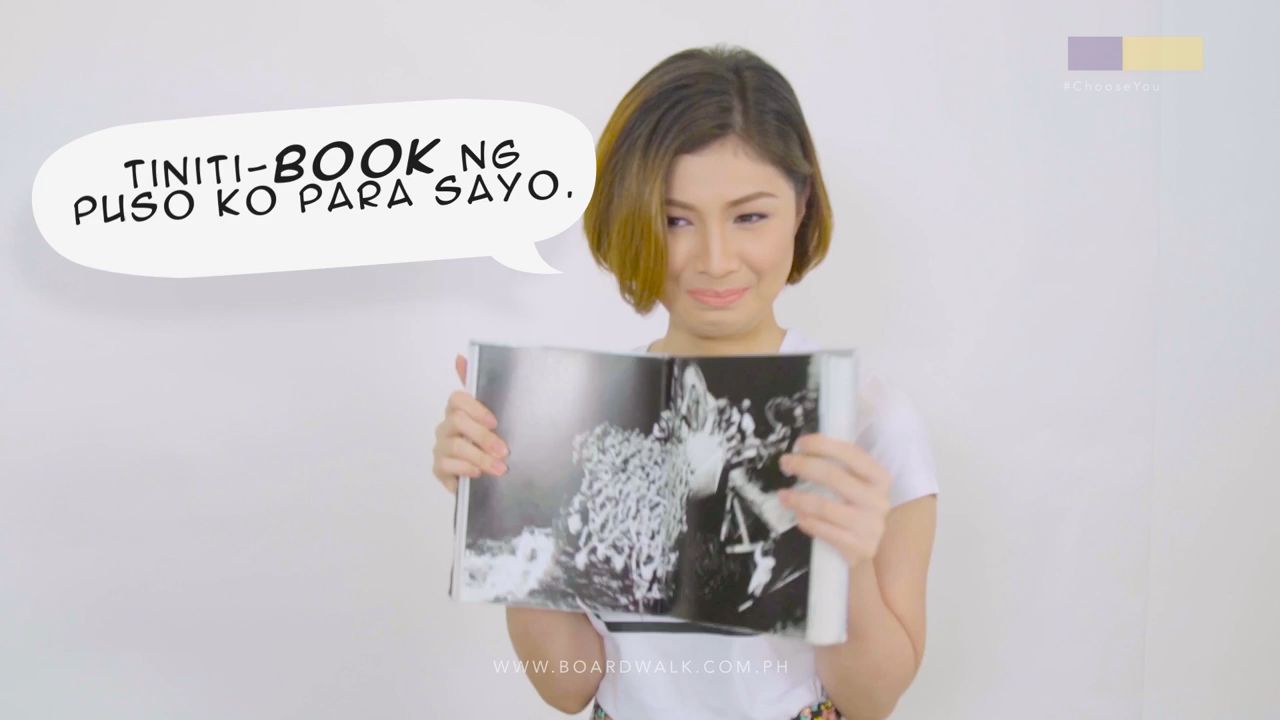 #ChooseYou
TINITI-BOOK NG
PUSO KO PARA SAYO.
WWW.BOARDWALK.COM.PH